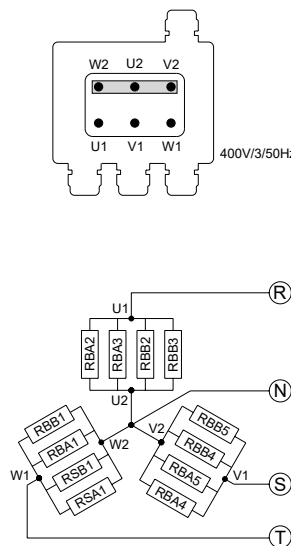 W2 U2 V2
U1 V1 W1
400V/3/50Hz
R
U1
RBA2 RBA3 RBB2 RBB3
U2
N
RBB1
RBA1
RSB1
RSA1
W2
W1
V2
RBB5
RBB4
RBA5
RBA4
V1
S
T